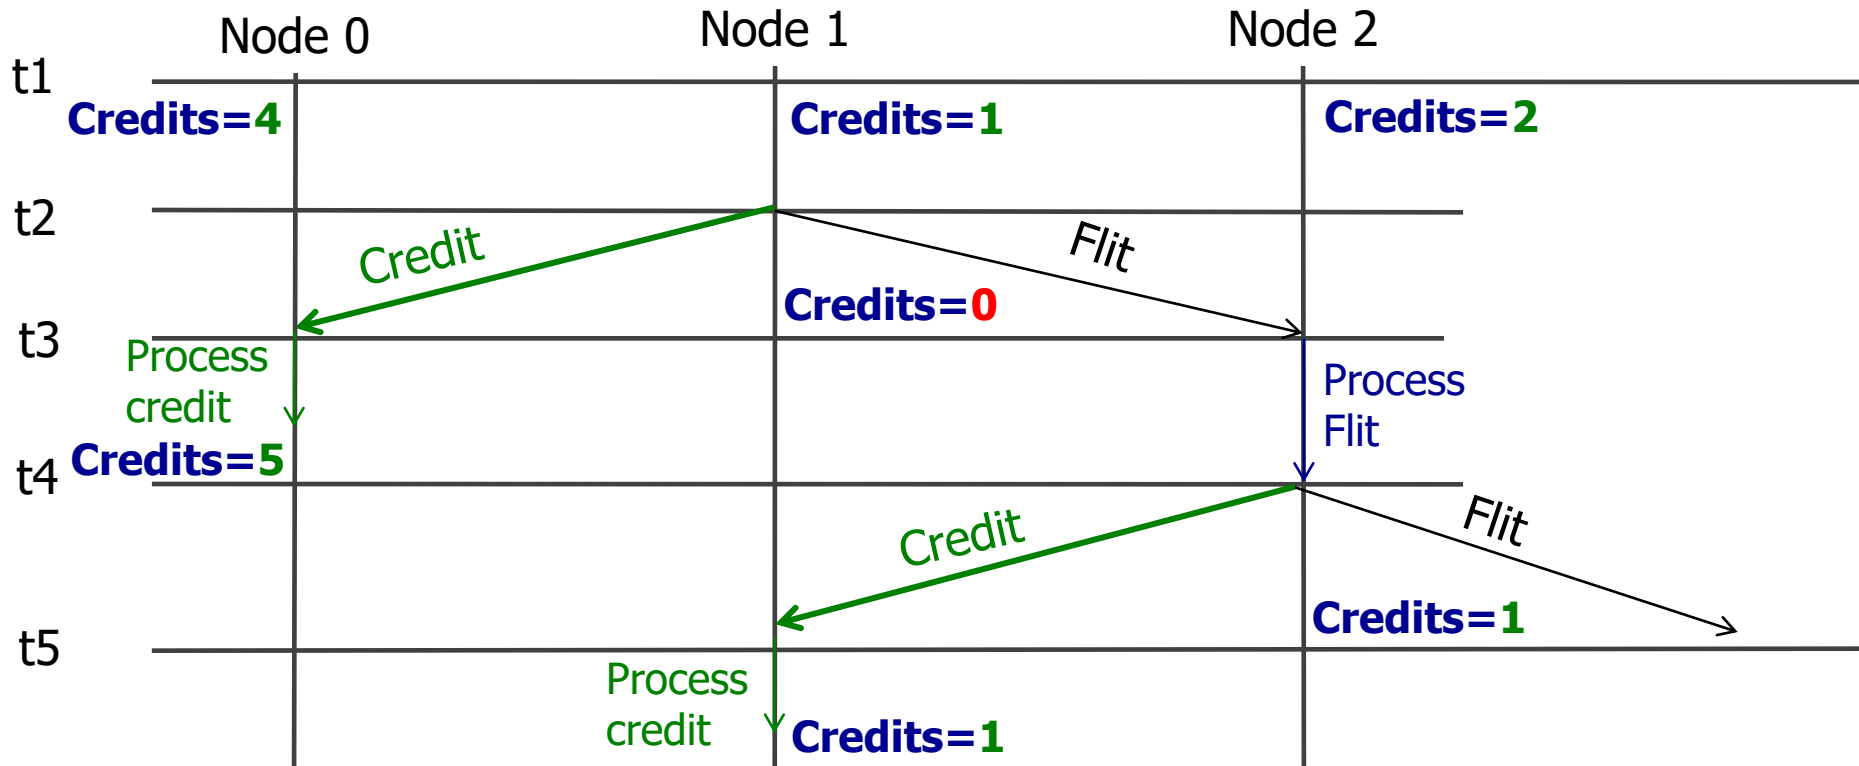 Node 0
Node 1
Node 2
t1
Credits=4
Credits=1
Credits=2
t2
Credit
Flit
Credits=0
t3
Process
credit
Process
Flit
Credits=5
t4
Credit
Flit
Credits=1
t5
Process
credit
Credits=1